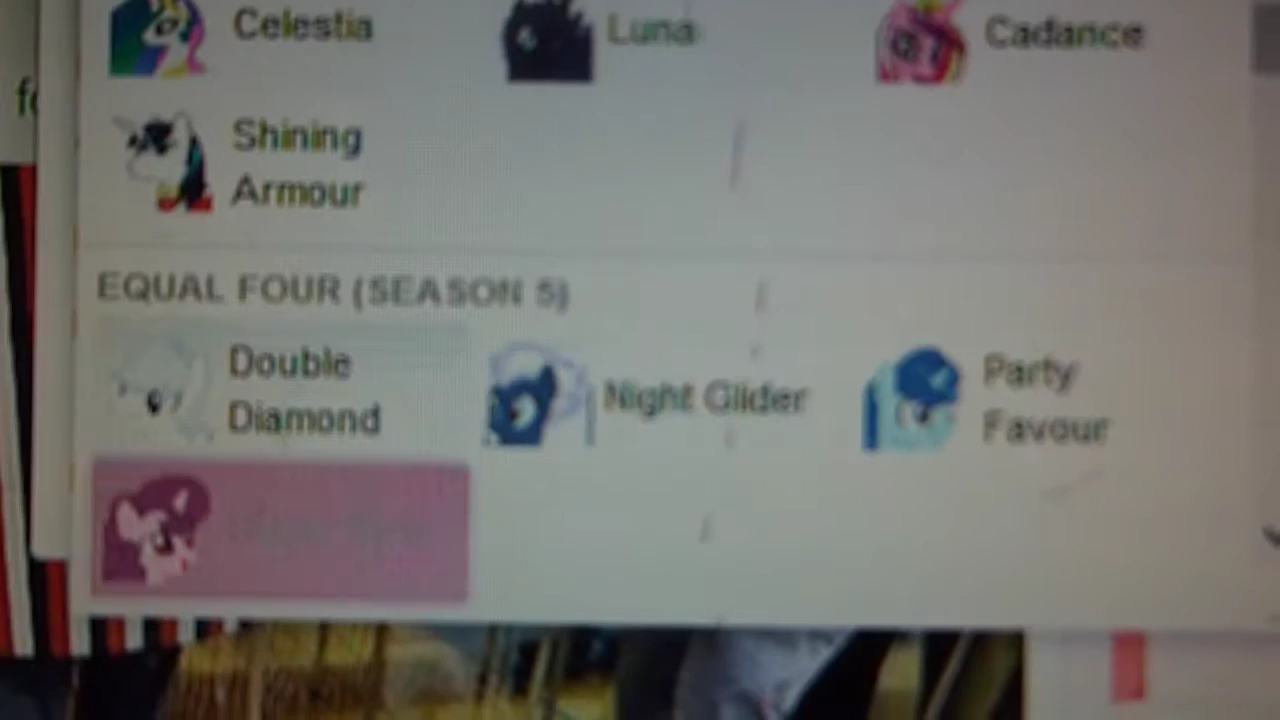 Celestia Luna Cadance
Shining
Armour
EQUAL FOUR (SEASON 5)
Double
Diamond
Night Glider
Party
Favour